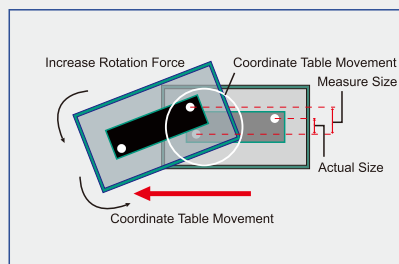 Increase Rotation Force
Coordinate Table Movement
Measure Size
Actual Size
Coordinate Table Movement